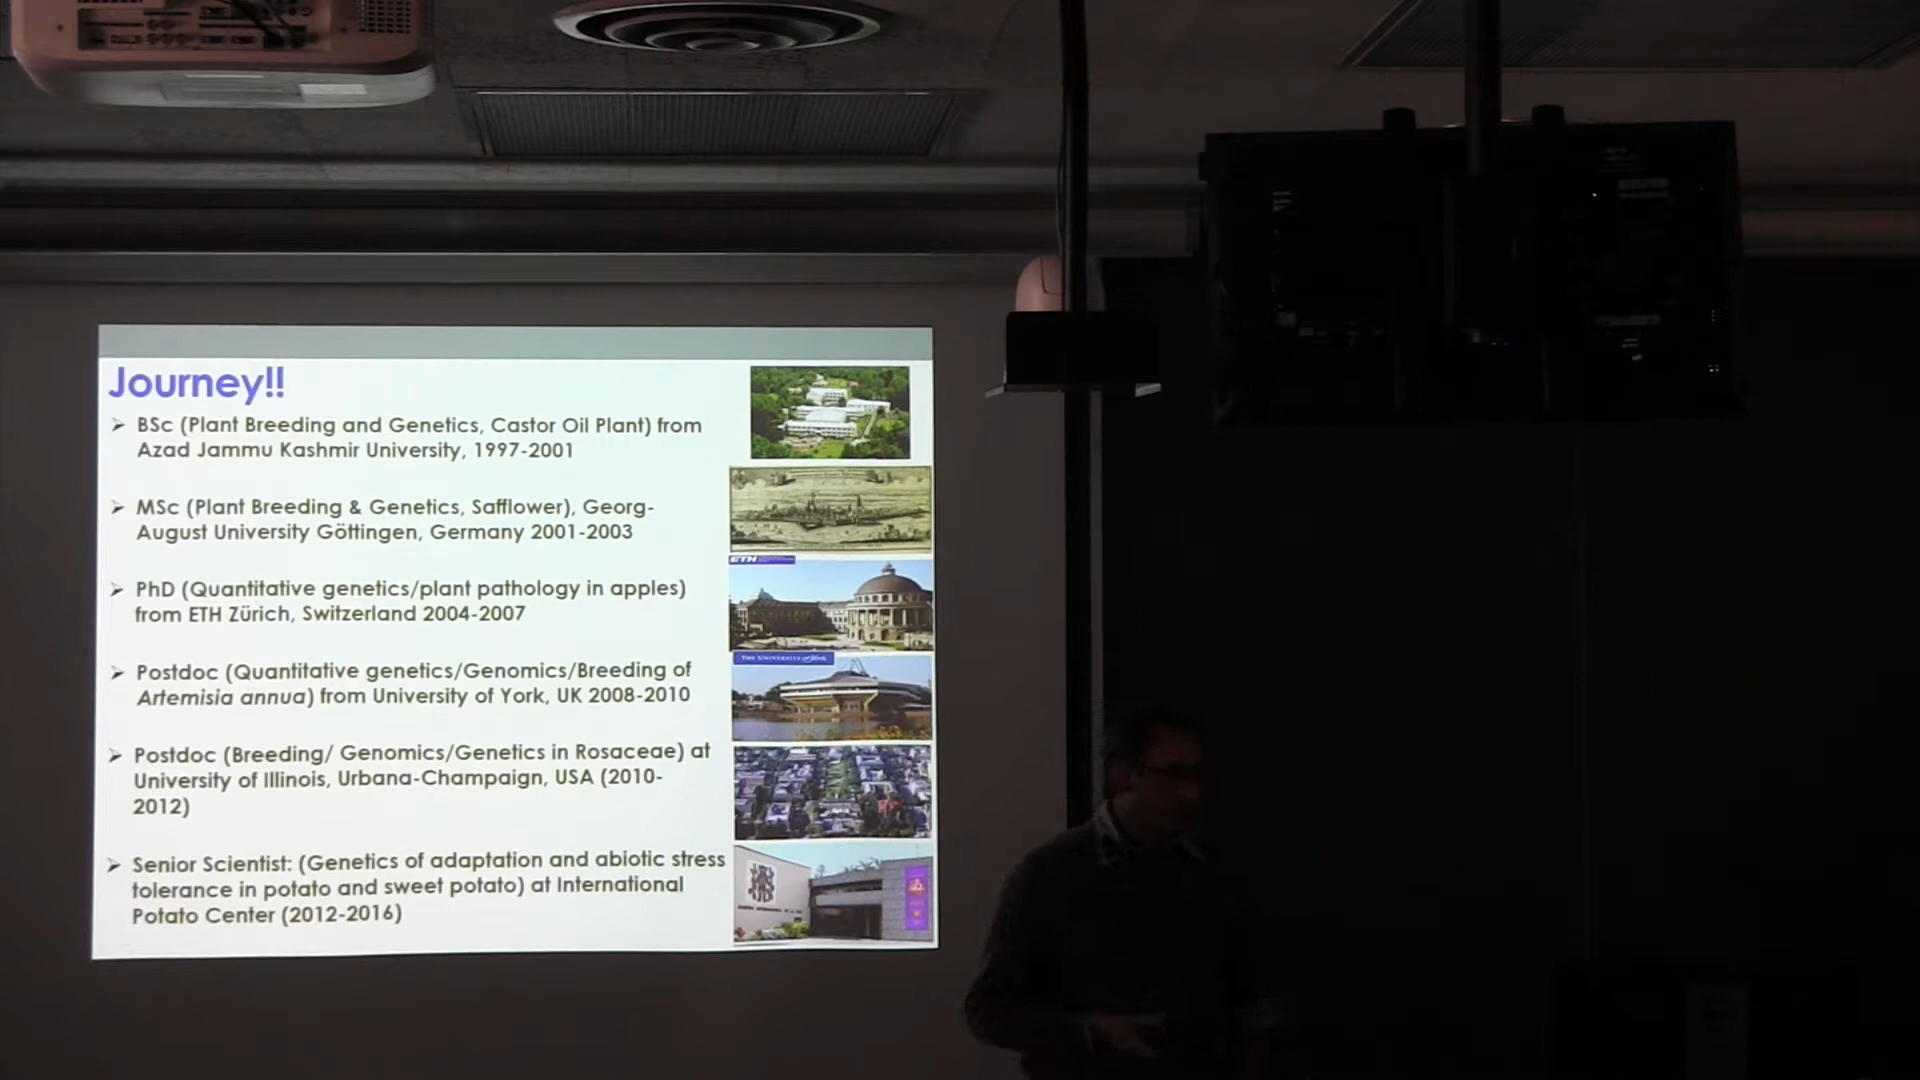 Journey!!
➢ BSc (Plant Breeding and Genetics, Castor Oil Plant) from
Azad Jammu Kashmir University, 1997-2001
➢ MSc (Plant Breeding & Genetics, Safflower), Georg-
August University Göttingen, Germany 2001-2003
➢ PhD (Quantitative genetics/plant pathology in apples)
from ETH Zürich, Switzerland 2004-2007
➢ Postdoc (Quantitative genetics/Genomics/Breeding of
Artemisia annua) from University of York, UK 2008-2010
➢ Postdoc (Breeding/ Genomics/Genetics in Rosaceae) at
University of Illinois, Urbana-Champaign, USA (2010-
2012)
➢ Senior Scientist: (Genetics of adaptation and abiotic stress
tolerance in potato and sweet potato) at International
Potato Center (2012-2016)
ETH
THE UNIVERSITY of York